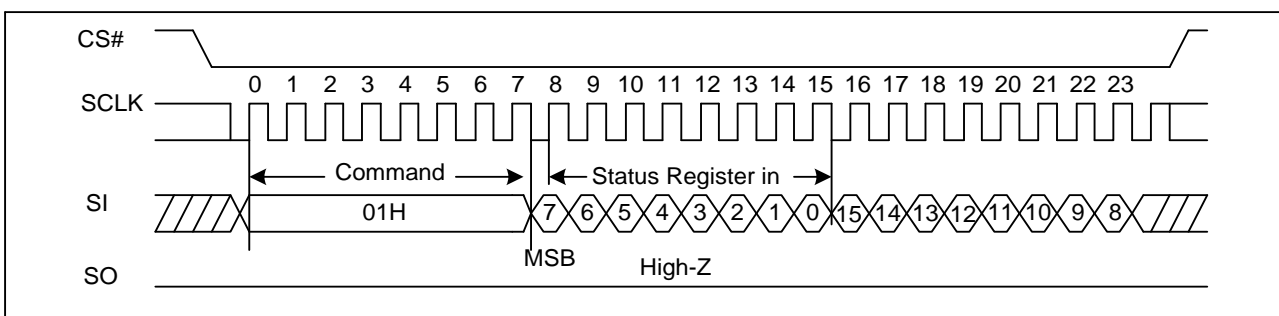 CS#
0 1 2 3 4 5 6 7 8 9 10 11 12 13 14 15 16 17 18 19 20 21 22 23
SCLK
Command Status Register in
SI 01H 7 6 5 4 3 2 1 0 15 14 13 12 11 10 9 8
MSB High-Z
SO